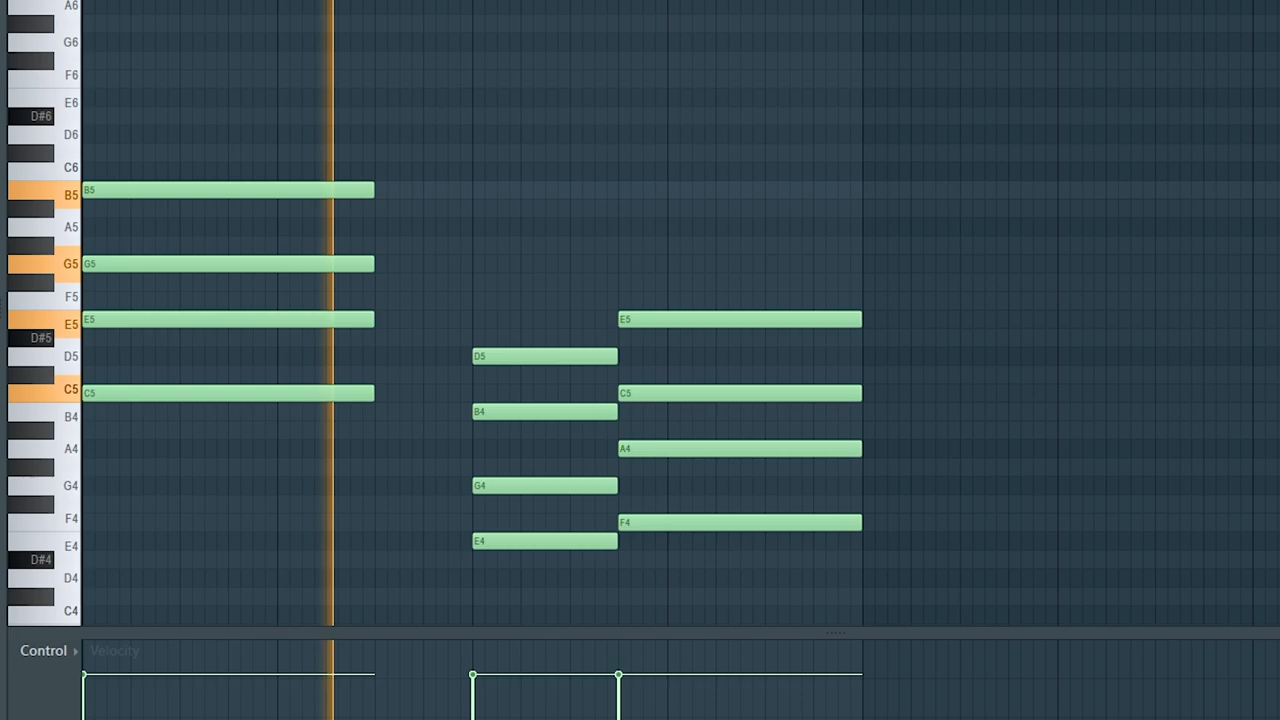 A6
G6
F6
E6
D#6
D6
C6
B5 B5
A5
G5 G5
F5
E5 E5 E5
D#5
D5 D5
C5 C5 C5
B4 B4
A4 A4
G4 G4
F4 F4
E4 E4
D#4
D4
C4
Control Velocity